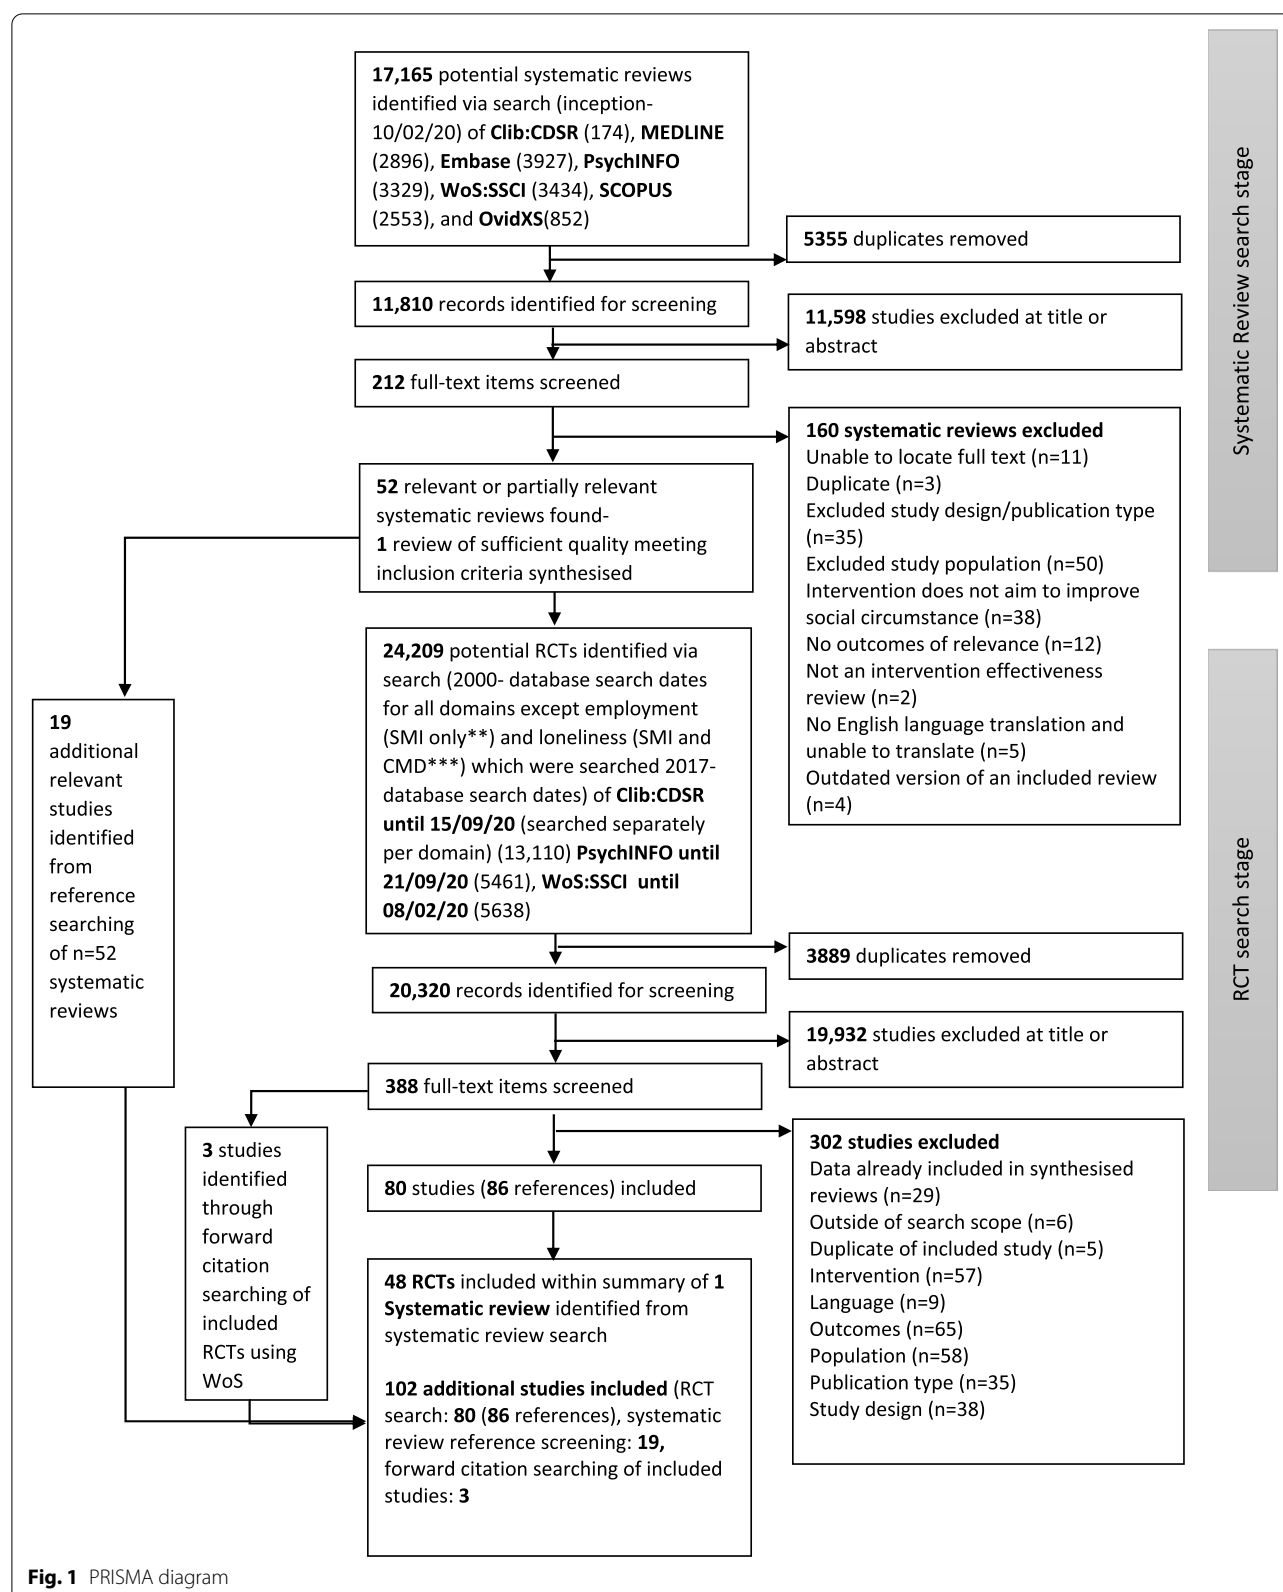 17,165 potential systematic reviews
identified via search (inception-
10/02/20) of Clib:CDSR (174), MEDLINE
(2896), Embase (3927), PsychINFO
(3329), WoS:SSCI (3434), SCOPUS
(2553), and OvidXS(852)
5355 duplicates removed
11,810 records identified for screening
11,598 studies excluded at title or
abstract
212 full-text items screened
160 systematic reviews excluded
Unable to locate full text (n=11)
Duplicate (n=3)
Excluded study design/publication type
(n=35)
Excluded study population (n=50)
Intervention does not aim to improve
social circumstance (n=38)
No outcomes of relevance (n=12)
Not an intervention effectiveness
review (n=2)
No English language translation and
unable to translate (n=5)
Outdated version of an included review
(n=4)
52 relevant or partially relevant
systematic reviews found-
1 review of sufficient quality meeting
inclusion criteria synthesised
Systematic Review search stage
24,209 potential RCTs identified via
search (2000- database search dates
for all domains except employment
(SMI only**) and loneliness (SMI and
CMD***) which were searched 2017-
database search dates) of Clib:CDSR
until 15/09/20 (searched separately
per domain) (13,110) PsychINFO until
21/09/20 (5461), WoS:SSCI until
08/02/20 (5638)
19
additional
relevant
studies
identified
from
reference
searching
of n=52
systematic
reviews
3889 duplicates removed
20,320 records identified for screening
19,932 studies excluded at title or
abstract
388 full-text items screened
3 studies
identified
through
forward
citation
searching of
included
RCTs using
WoS
302 studies excluded
Data already included in synthesised
reviews (n=29)
Outside of search scope (n=6)
Duplicate of included study (n=5)
Intervention (n=57)
Language (n=9)
Outcomes (n=65)
Population (n=58)
Publication type (n=35)
Study design (n=38)
80 studies (86 references) included
48 RCTs included within summary of 1
Systematic review identified from
systematic review search
102 additional studies included (RCT
search: 80 (86 references), systematic
review reference screening: 19,
forward citation searching of included
studies: 3
RCT search stage
Fig. 1 PRISMA diagram